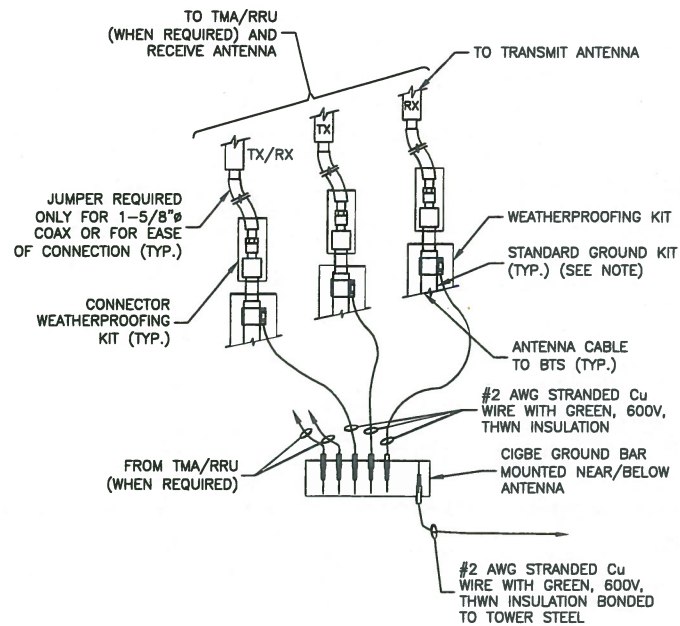 TO TMA/RRU
(WHEN REQUIRED) AND
RECEIVE ANTENNA
TO TRANSMIT ANTENNA
RX
TX
TX/RX
JUMPER REQUIRED
ONLY FOR 1-5/8"ø
COAX OR FOR EASE
OF CONNECTION (TYP.)
WEATHERPROOFING KIT
STANDARD GROUND KIT
(TYP.) (SEE NOTE)
CONNECTOR
WEATHERPROOFING
KIT (TYP.)
ANTENNA CABLE
TO BTS (TYP.)
#2 AWG STRANDED Cu
WIRE WITH GREEN, 600V,
THWN INSULATION
FROM TMA/RRU
(WHEN REQUIRED)
CIGBE GROUND BAR
MOUNTED NEAR/BELOW
ANTENNA
#2 AWG STRANDED Cu
WIRE WITH GREEN, 600V,
THWN INSULATION BONDED
TO TOWER STEEL